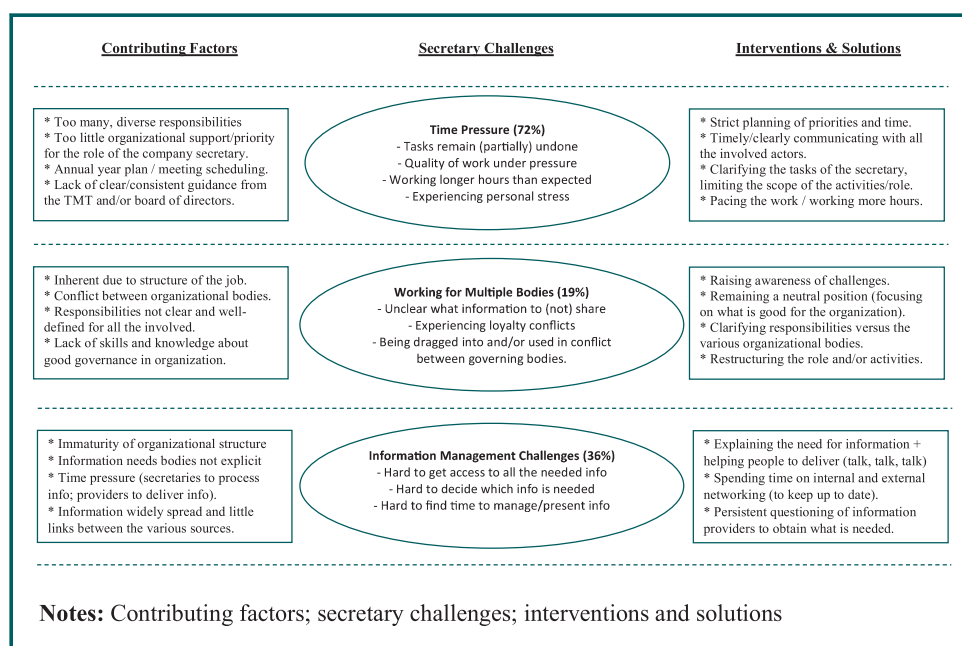 Contributing Factors
Secretary Challenges
Interventions & Solutions
* Too many, diverse responsibilities
* Too little organizational support/priority
for the role of the company secretary.
* Annual year plan / meeting scheduling.
* Lack of clear/consistent guidance from
the TMT and/or board of directors.
Time Pressure (72%)
- Tasks remain (partially) undone
- Quality of work under pressure
- Working longer hours than expected
- Experiencing personal stress
* Strict planning of priorities and time.
* Timely/clearly communicating with all
the involved actors.
* Clarifying the tasks of the secretary,
limiting the scope of the activities/role.
* Pacing the work / working more hours.
* Inherent due to structure of the job.
* Conflict between organizational bodies.
* Responsibilities not clear and well-
defined for all the involved.
* Lack of skills and knowledge about
good governance in organization.
Working for Multiple Bodies (19%)
- Unclear what information to (not) share
- Experiencing loyalty conflicts
- Being dragged into and/or used in conflict
between governing bodies.
* Raising awareness of challenges.
* Remaining a neutral position (focusing
on what is good for the organization).
* Clarifying responsibilities versus the
various organizational bodies.
* Restructuring the role and/or activities.
* Immaturity of organizational structure
* Information needs bodies not explicit
* Time pressure (secretaries to process
info; providers to deliver info).
* Information widely spread and little
links between the various sources.
Information Management Challenges (36%)
- Hard to get access to all the needed info
- Hard to decide which info is needed
- Hard to find time to manage/present info
* Explaining the need for information +
helping people to deliver (talk, talk, talk)
* Spending time on internal and external
networking (to keep up to date).
* Persistent questioning of information
providers to obtain what is needed.
Notes: Contributing factors; secretary challenges; interventions and solutions